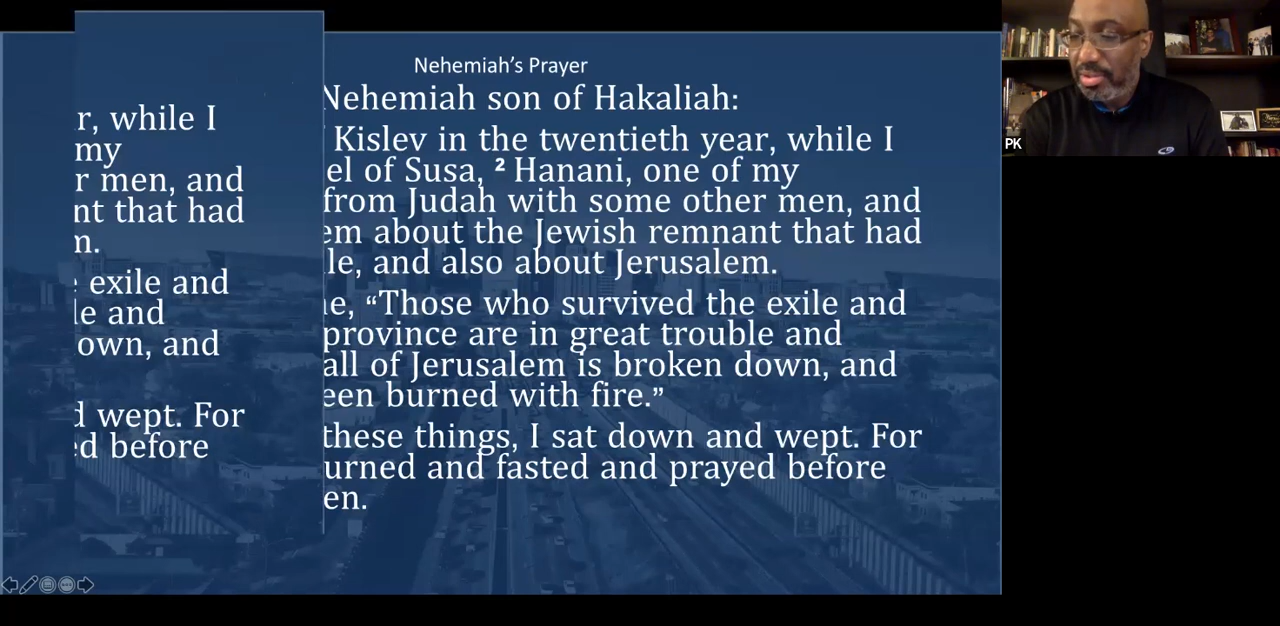 Nehemiah's Prayer
Nehemiah son of Hakaliah:
Kislev in the twentieth year, while I
el of Susa, ² Hanani, one of my
from Judah with some other men, and
em about the Jewish remnant that had
le, and also about Jerusalem.
e, “Those who survived the exile and
province are in great trouble and
all of Jerusalem is broken down, and
een burned with fire.”
these things, I sat down and wept. For
urned and fasted and prayed before
en.
r, while I
my
r men, and
nt that had
m.
exile and
le and
own, and
d wept. For
ed before
PK